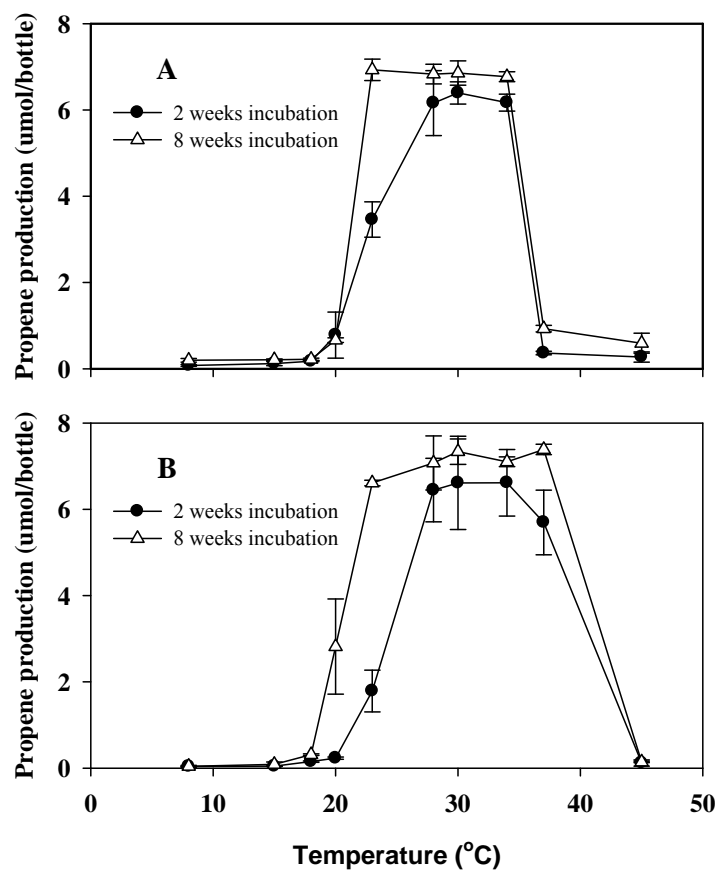 8
A
6
2 weeks incubation
8 weeks incubation
4
2
0
Propene production (umol/bottle)
8
B
6
2 weeks incubation
8 weeks incubation
4
2
0
Propene production (umol/bottle)
0 10 20 30 40 50
Temperature (°C)